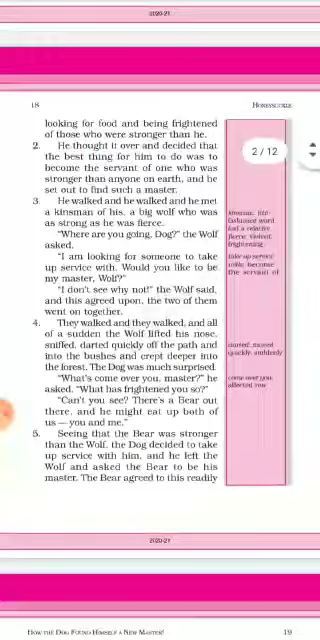 2020-21
18
HONEYSUCKLE
looking for food and being frightened
of those who were stronger than he.
2. He thought it over and decided that
the best thing for him to do was to
become the servant of one who was
stronger than anyone on earth, and he
set out to find such a master.
3. He walked and he walked and he met
a kinsman of his, a big wolf who was
as strong as he was fierce.
“Where are you going, Dog?” the Wolf
asked.
“I am looking for someone to take
up service with. Would you like to be
my master, Wolf?”
“I don't see why not!” the Wolf said,
and this agreed upon, the two of them
went on together.
4. They walked and they walked, and all
of a sudden the Wolf lifted his nose,
sniffed, darted quickly off the path and
into the bushes and crept deeper into
the forest. The Dog was much surprised.
“What's come over you, master?” he
asked. “What has frightened you so?”
“Can't you see? There's a Bear out
there, and he might eat up both of
us — you and me.”
5. Seeing that the Bear was stronger
than the Wolf, the Dog decided to take
up service with him, and he left the
Wolf and asked the Bear to be his
master. The Bear agreed to this readily
2 / 12
kinsman:
fashioned word
for) a relative
fierce: violent;
frightening
take up service
with: become
the servant of
darted: moved
quickly, suddenly
come over you:
affected you
2020-21
HOW THE DOG FOUND HIMSELF A NEW MASTER!
19